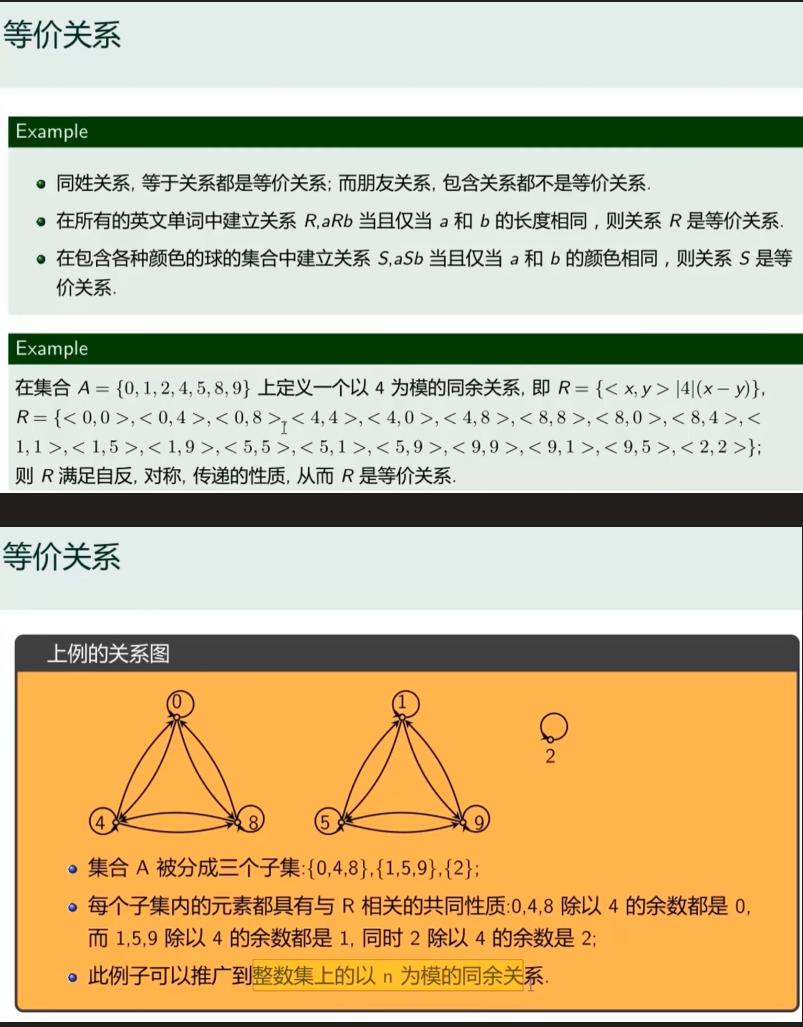 等价关系
Example
同姓关系, 等于关系都是等价关系; 而朋友关系, 包含关系都不是等价关系.
在所有的英文单词中建立关系 R,aRb 当且仅当 a 和 b 的长度相同，则关系 R 是等价关系.
在包含各种颜色的球的集合中建立关系 S,aSb 当且仅当 a 和 b 的颜色相同，则关系 S 是等
价关系.
Example
在集合 A = {0, 1, 2, 4, 5, 8, 9} 上定义一个以 4 为模的同余关系, 即 R = {< x, y > |4|(x − y)},
R = {< 0, 0 >, < 0, 4 >, < 0, 8 >, < 4, 4 >, < 4, 0 >, < 4, 8 >, < 8, 8 >, < 8, 0 >, < 8, 4 >, <
1, 1 >, < 1, 5 >, < 1, 9 >, < 5, 5 >, < 5, 1 >, < 5, 9 >, < 9, 9 >, < 9, 1 >, < 9, 5 >, < 2, 2 >};
则 R 满足自反, 对称, 传递的性质, 从而 R 是等价关系.
等价关系
上例的关系图
0
1
2
4
8
5
9
集合 A 被分成三个子集:{0,4,8},{1,5,9},{2};
每个子集内的元素都具有与 R 相关的共同性质:0,4,8 除以 4 的余数都是 0,
而 1,5,9 除以 4 的余数都是 1, 同时 2 除以 4 的余数是 2;
此例子可以推广到整数集上的以 n 为模的同余关系.